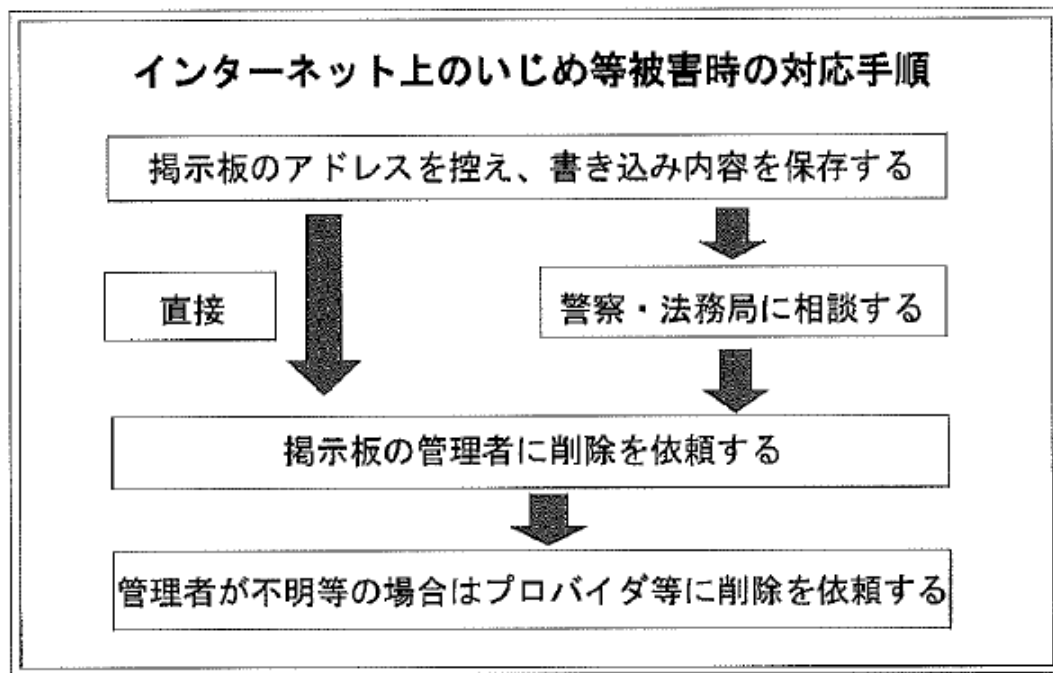 インターネット上のいじめ等被害時の対応手順
掲示板のアドレスを控え、書き込み内容を保存する
直接
警察・法務局に相談する
掲示板の管理者に削除を依頼する
管理者が不明等の場合はプロバイダ等に削除を依頼する